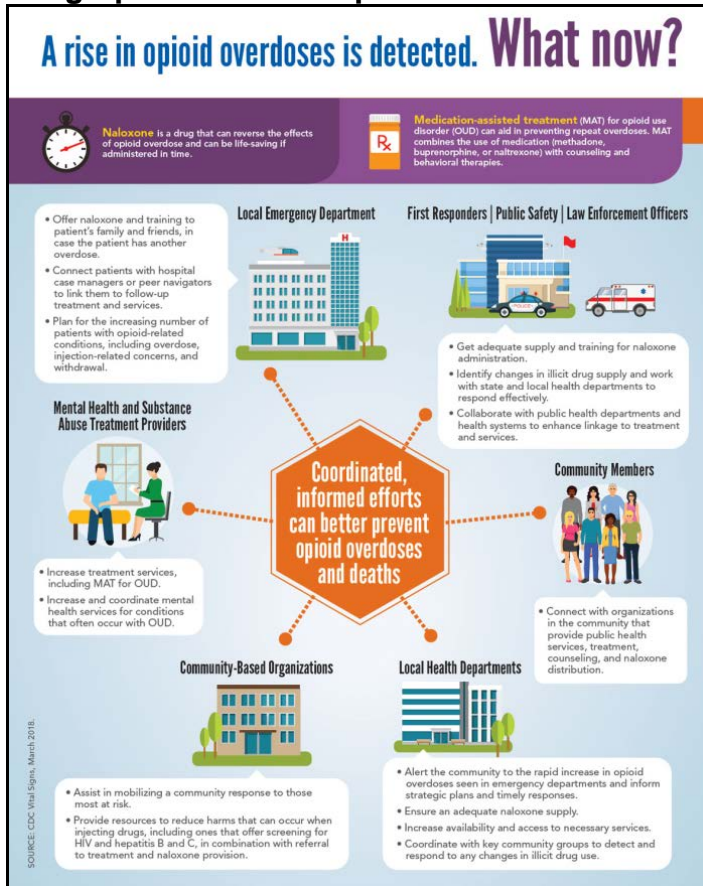 A rise in opioid overdoses is detected. What now?
Naloxone is a drug that can reverse the effects
of opioid overdose and can be life-saving if
administered in time.
Rx
Medication-assisted treatment (MAT) for opioid use
disorder (OUD) can aid in preventing repeat overdoses. MAT
combines the use of medication (methadone,
buprenorphine, or naltrexone) with counseling and
behavioral therapies.
Local Emergency Department
• Offer naloxone and training to
patient's family and friends, in
case the patient has another
overdose.
• Connect patients with hospital
case managers or peer navigators
to link them to follow-up
treatment and services.
• Plan for the increasing number of
patients with opioid-related
conditions, including overdose,
injection-related concerns, and
withdrawal.
H
First Responders | Public Safety | Law Enforcement Officers
POLICE
• Get adequate supply and training for naloxone
administration.
• Identify changes in illicit drug supply and work
with state and local health departments to
respond effectively.
• Collaborate with public health departments and
health systems to enhance linkage to treatment
and services.
Mental Health and Substance
Abuse Treatment Providers
• Increase treatment services,
including MAT for OUD.
• Increase and coordinate mental
health services for conditions
that often occur with OUD.
Coordinated,
informed efforts
can better prevent
opioid overdoses
and deaths
Community Members
• Connect with organizations
in the community that
provide public health
services, treatment,
counseling, and naloxone
distribution.
Community-Based Organizations
• Assist in mobilizing a community response to those
most at risk.
• Provide resources to reduce harms that can occur when
injecting drugs, including ones that offer screening for
HIV and hepatitis B and C, in combination with referral
to treatment and naloxone provision.
Local Health Departments
• Alert the community to the rapid increase in opioid
overdoses seen in emergency departments and inform
strategic plans and timely responses.
• Ensure an adequate naloxone supply.
• Increase availability and access to necessary services.
• Coordinate with key community groups to detect and
respond to any changes in illicit drug use.
SOURCE: CDC Vital Signs, March 2018.